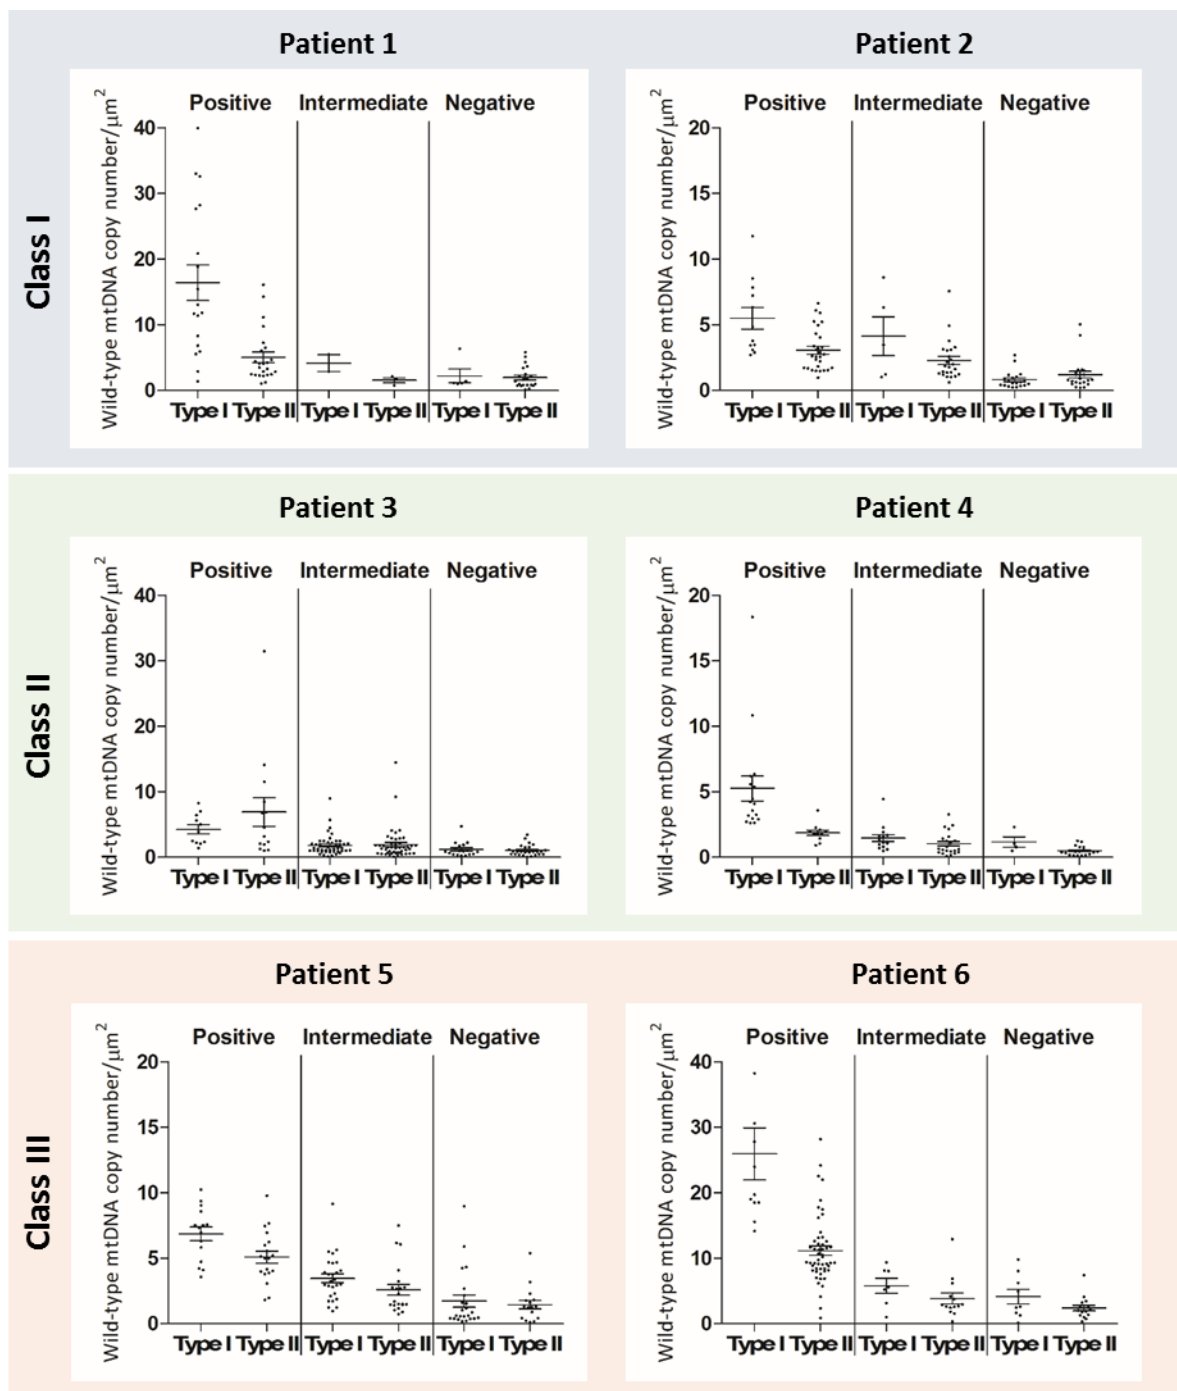 Class I
Patient 1
Wild-type mtDNA copy number/μm²
Positive Intermediate Negative
40
30
20
10
0
Type I Type II Type I Type II Type I Type II
Patient 2
Wild-type mtDNA copy number/μm²
Positive Intermediate Negative
20
15
10
5
0
Type I Type II Type I Type II Type I Type II
Class II
Patient 3
Wild-type mtDNA copy number/μm²
Positive Intermediate Negative
40
30
20
10
0
Type I Type II Type I Type II Type I Type II
Patient 4
Wild-type mtDNA copy number/μm²
Positive Intermediate Negative
20
15
10
5
0
Type I Type II Type I Type II Type I Type II
Class III
Patient 5
Wild-type mtDNA copy number/μm²
Positive Intermediate Negative
20
15
10
5
0
Type I Type II Type I Type II Type I Type II
Patient 6
Wild-type mtDNA copy number/μm²
Positive Intermediate Negative
40
30
20
10
0
Type I Type II Type I Type II Type I Type II